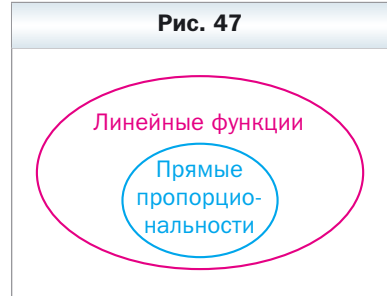 Рис. 47
Линейные функции
Прямые
пропорцио-
нальности